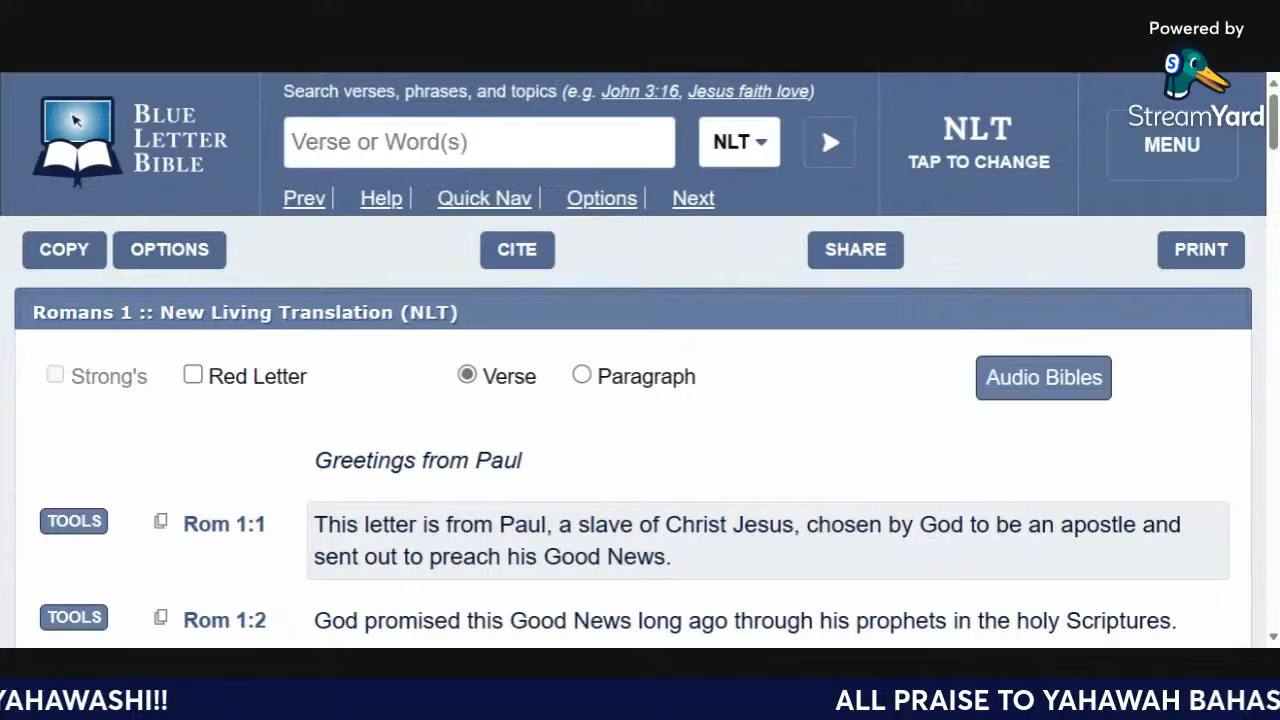 Powered by
StreamYard
BLUE
LETTER
BIBLE
Search verses, phrases, and topics (e.g. John 3:16, Jesus faith love)
Verse or Word(s)
NLT
NLT
TAP TO CHANGE
MENU
Prev Help Quick Nav Options Next
COPY OPTIONS CITE SHARE PRINT
Romans 1 :: New Living Translation (NLT)
Strong's Red Letter Verse Paragraph Audio Bibles
Greetings from Paul
TOOLS Rom 1:1 This letter is from Paul, a slave of Christ Jesus, chosen by God to be an apostle and
sent out to preach his Good News.
TOOLS Rom 1:2 God promised this Good News long ago through his prophets in the holy Scriptures.
YAHAWASHI!! ALL PRAISE TO YAHAWAH BAHAS